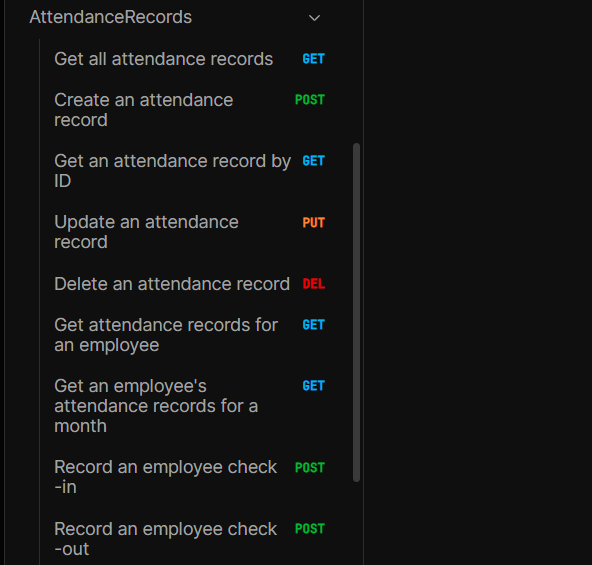 AttendanceRecords
Get all attendance records GET
Create an attendance POST
record
Get an attendance record by GET
ID
Update an attendance PUT
record
Delete an attendance record DEL
Get attendance records for GET
an employee
Get an employee's GET
attendance records for a
month
Record an employee check POST
-in
Record an employee check POST
-out